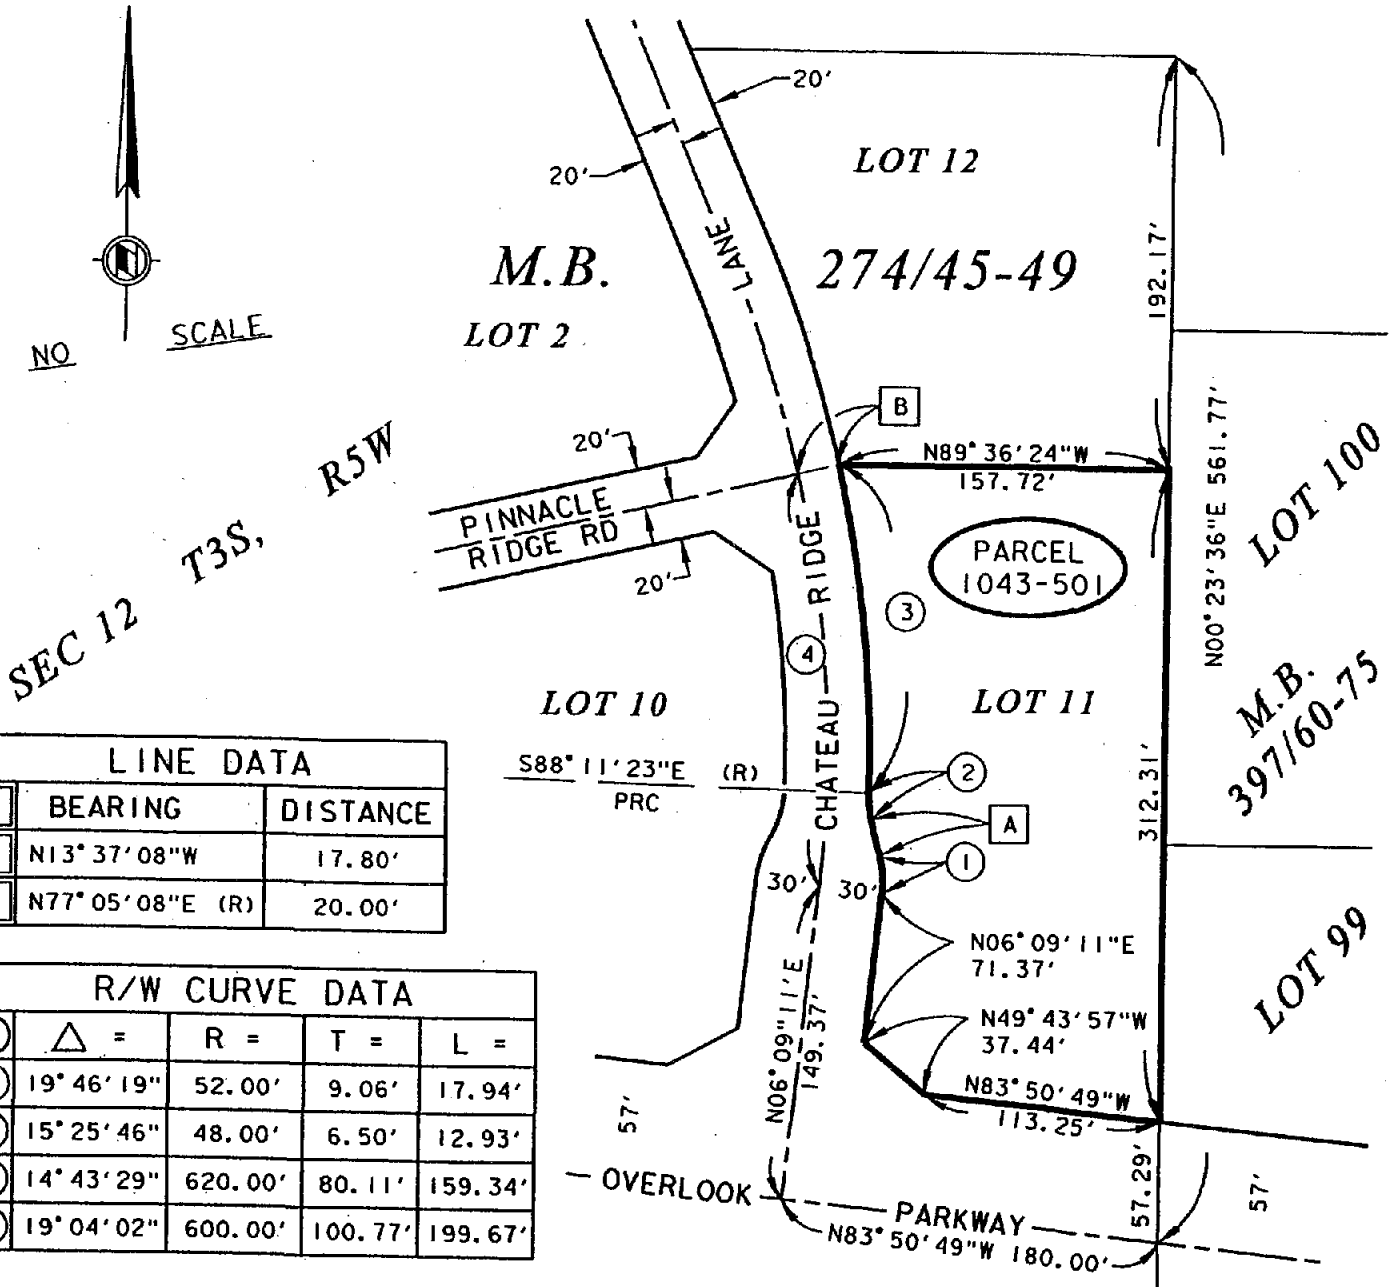 20'
20'
LOT 12
LANE
192.17'
M.B. 274/45-49
LOT 2
NO SCALE
B
N89°36'24"W
157.72'
N00°23'36"E 561.77'
LOT 100
20'
R5W
PINNACLE
RIDGE RD
20'
RIDGE
PARCEL
1043-501
T3S,
SEC 12
3
4
LOT 10
LOT 11
M.B.
397/60-75
S88°11'23"E (R)
PRC
CHATEAU
2
A
1
312.31'
30' 30'
LINE DATA
BEARING DISTANCE
N13°37'08"W 17.80'
N77°05'08"E (R) 20.00'
N06°09'11"E
71.37'
LOT 99
N06°09"11'E
149.37'
N49°43'57"W
37.44'
N83°50'49"W
113.25'
R/W CURVE DATA
△ = R = T = L =
19°46'19" 52.00' 9.06' 17.94'
15°25'46" 48.00' 6.50' 12.93'
14°43'29" 620.00' 80.11' 159.34'
19°04'02" 600.00' 100.77' 199.67'
57'
57.29'
57'
OVERLOOK PARKWAY
N83°50'49"W 180.00'